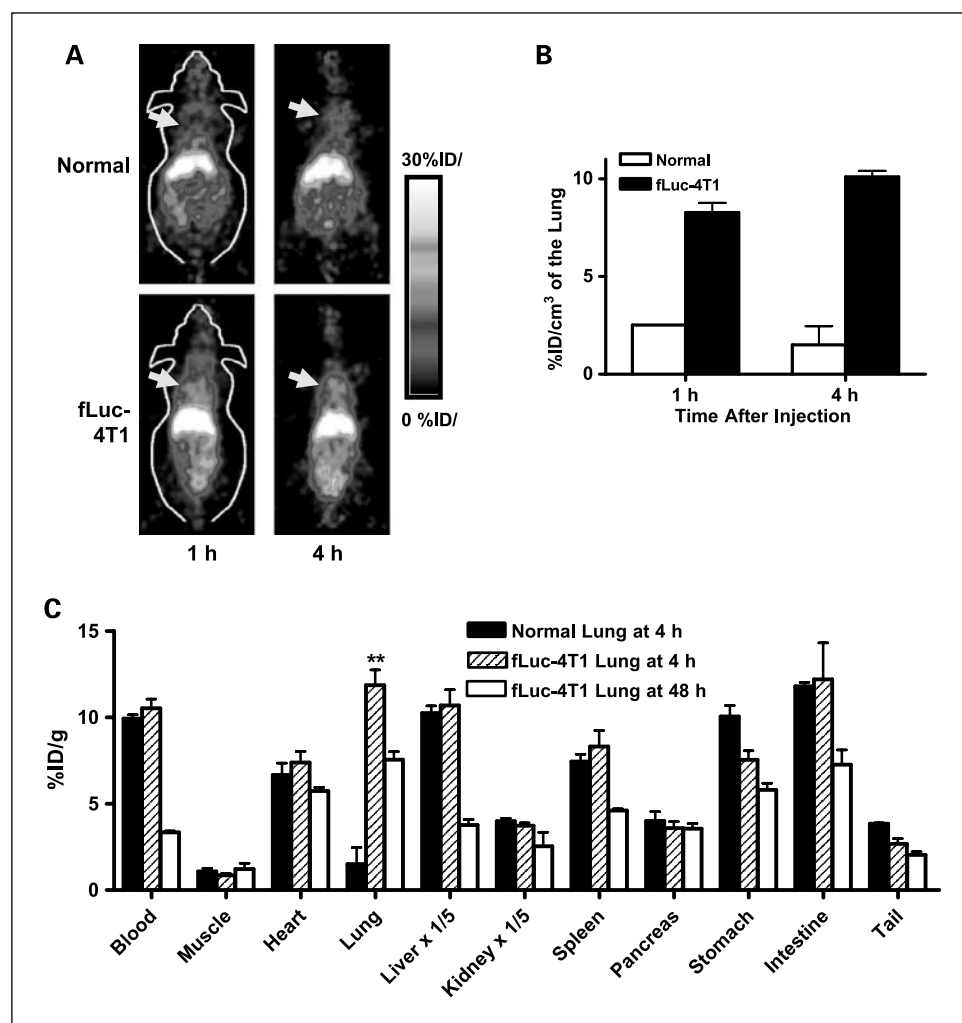 A
Normal
30%ID/
0 %ID/
fLuc-
4T1
1 h
4 h
B
Normal
fLuc-4T1
%ID/cm³ of the Lung
10
5
0
1 h
4 h
Time After Injection
C
Normal Lung at 4 h
fLuc-4T1 Lung at 4 h
fLuc-4T1 Lung at 48 h
**
%ID/g
15
10
5
0
Blood
Muscle
Heart
Lung
Liver x 1/5
Kidney x 1/5
Spleen
Pancreas
Stomach
Intestine
Tail